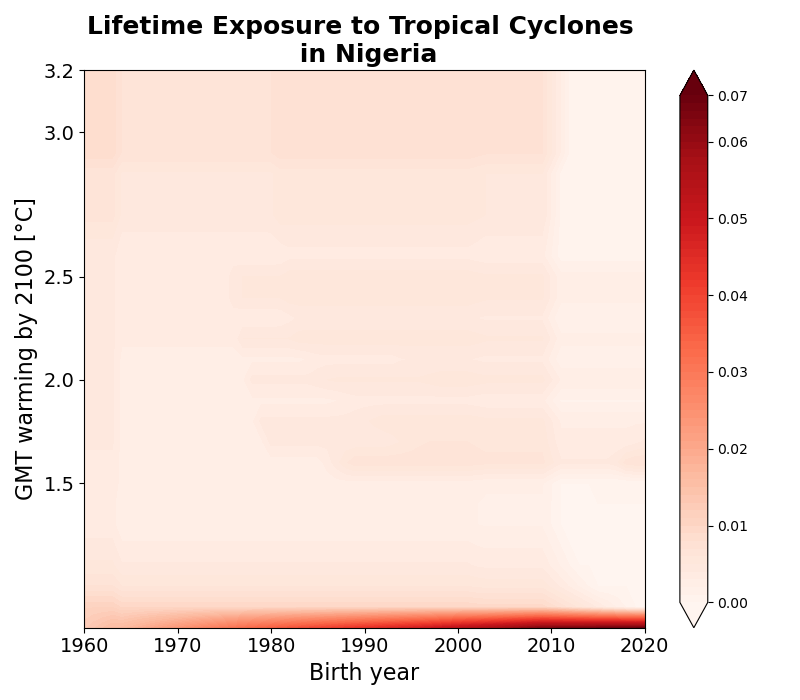 Lifetime Exposure to Tropical Cyclones
in Nigeria
3.2
3.0
2.5
2.0
1.5
GMT warming by 2100 [°C]
1960 1970 1980 1990 2000 2010 2020
Birth year
0.07
0.06
0.05
0.04
0.03
0.02
0.01
0.00